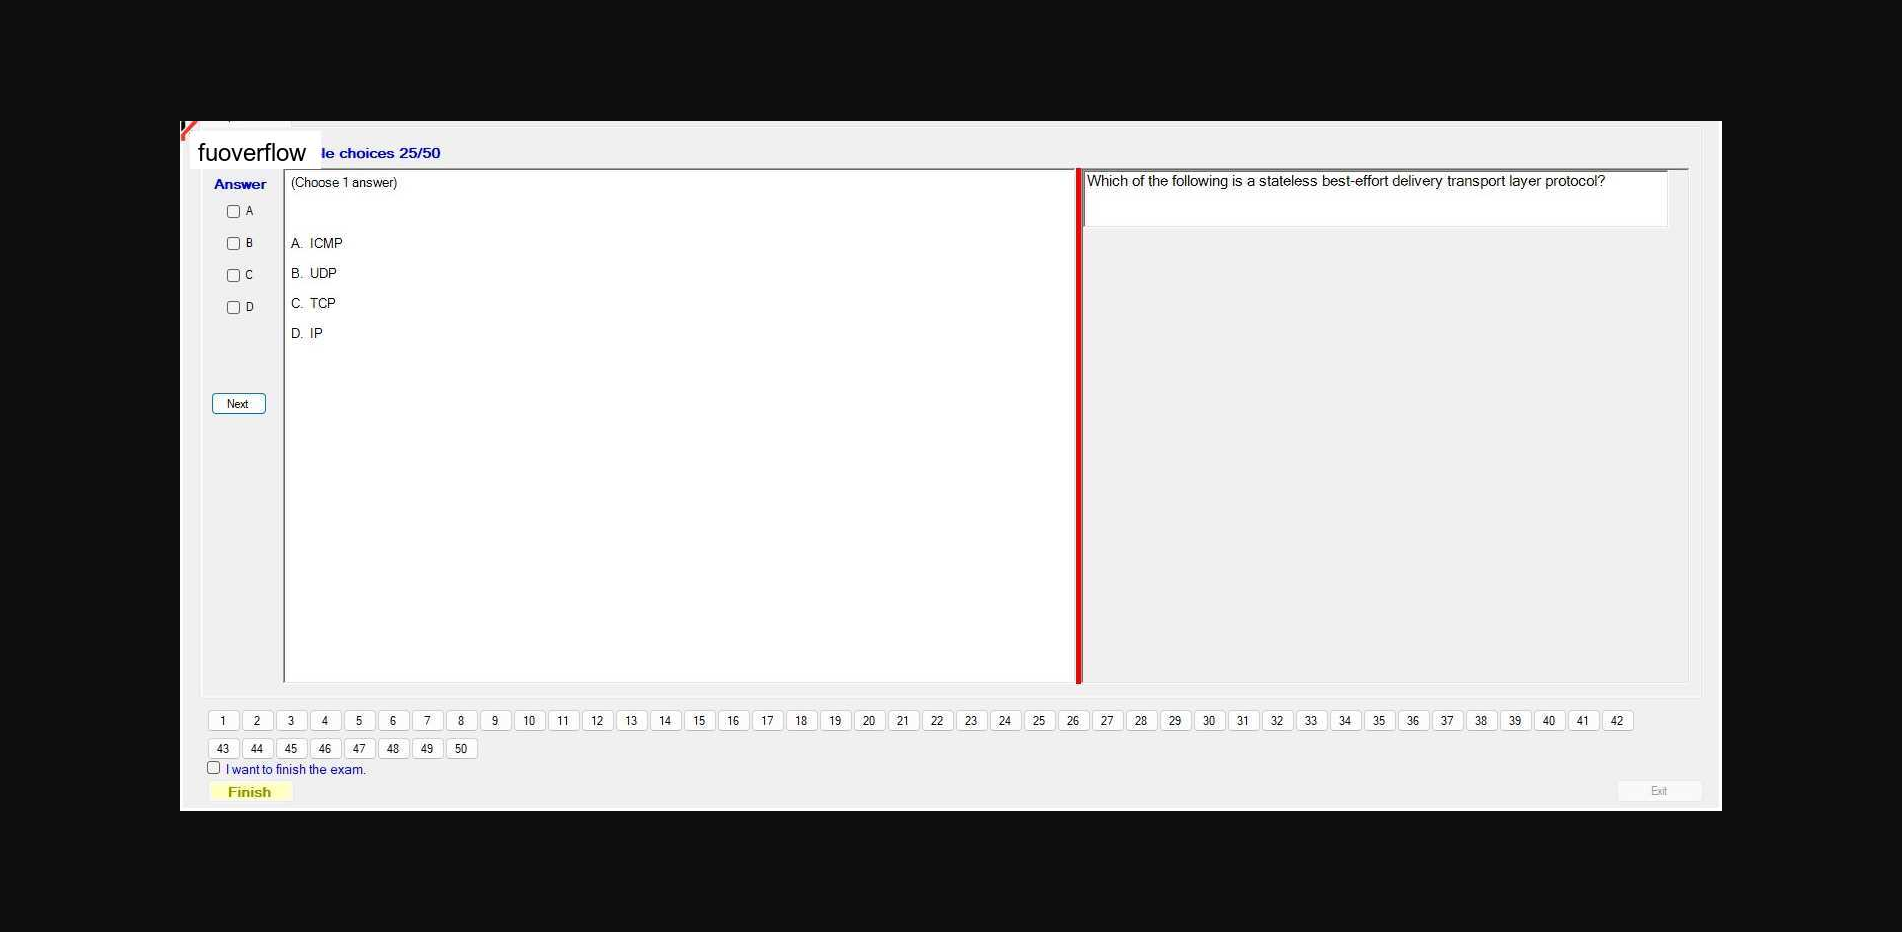 fuoverflow
le choices 25/50
Answer
A
B
C
D
Next
(Choose 1 answer)
A. ICMP
B. UDP
C. TCP
D. IP
Which of the following is a stateless best-effort delivery transport layer protocol?
1 2 3 4 5 6 7 8 9 10 11 12 13 14 15 16 17 18 19 20 21 22 23 24 25 26 27 28 29 30 31 32 33 34 35 36 37 38 39 40 41 42
43 44 45 46 47 48 49 50
I want to finish the exam.
Finish
Exit